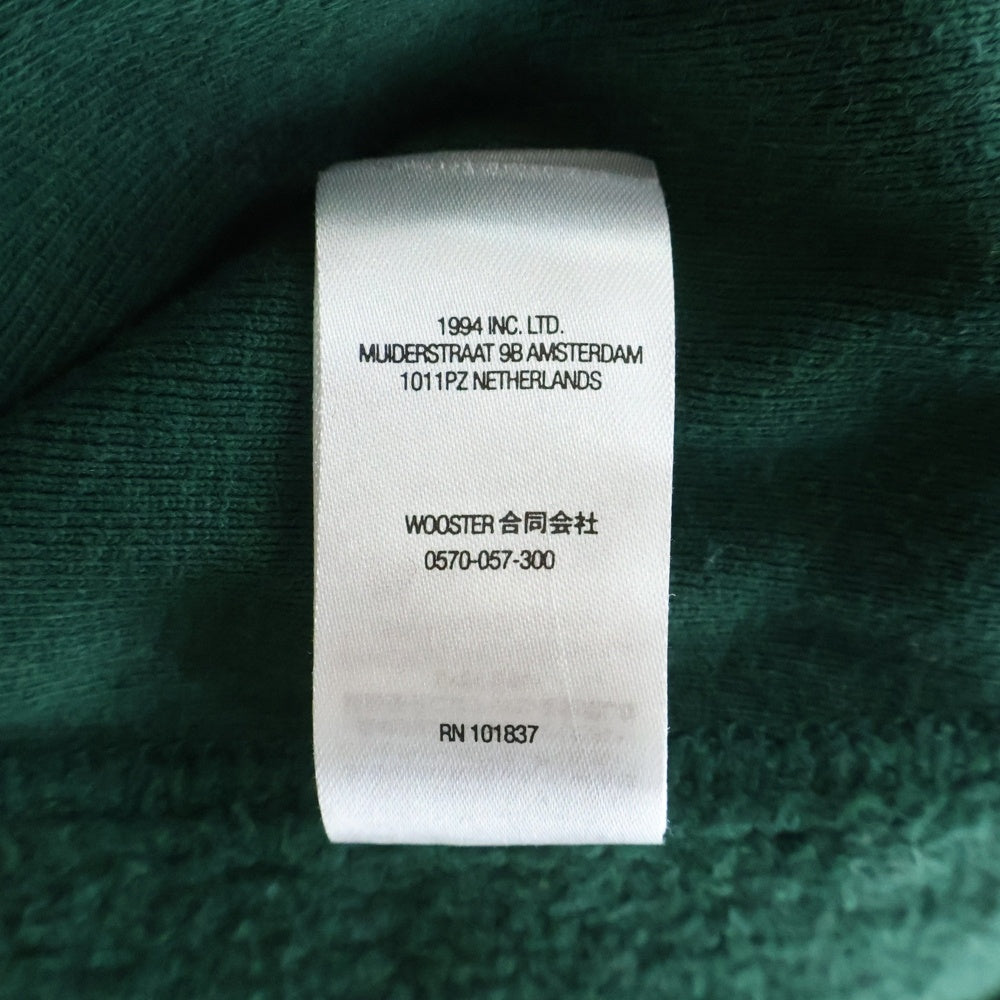 1994 INC. LTD.
MUIDERSTRAAT 9B AMSTERDAM
1011PZ NETHERLANDS
WOOSTER 合同会社
0570-057-300
RN 101837